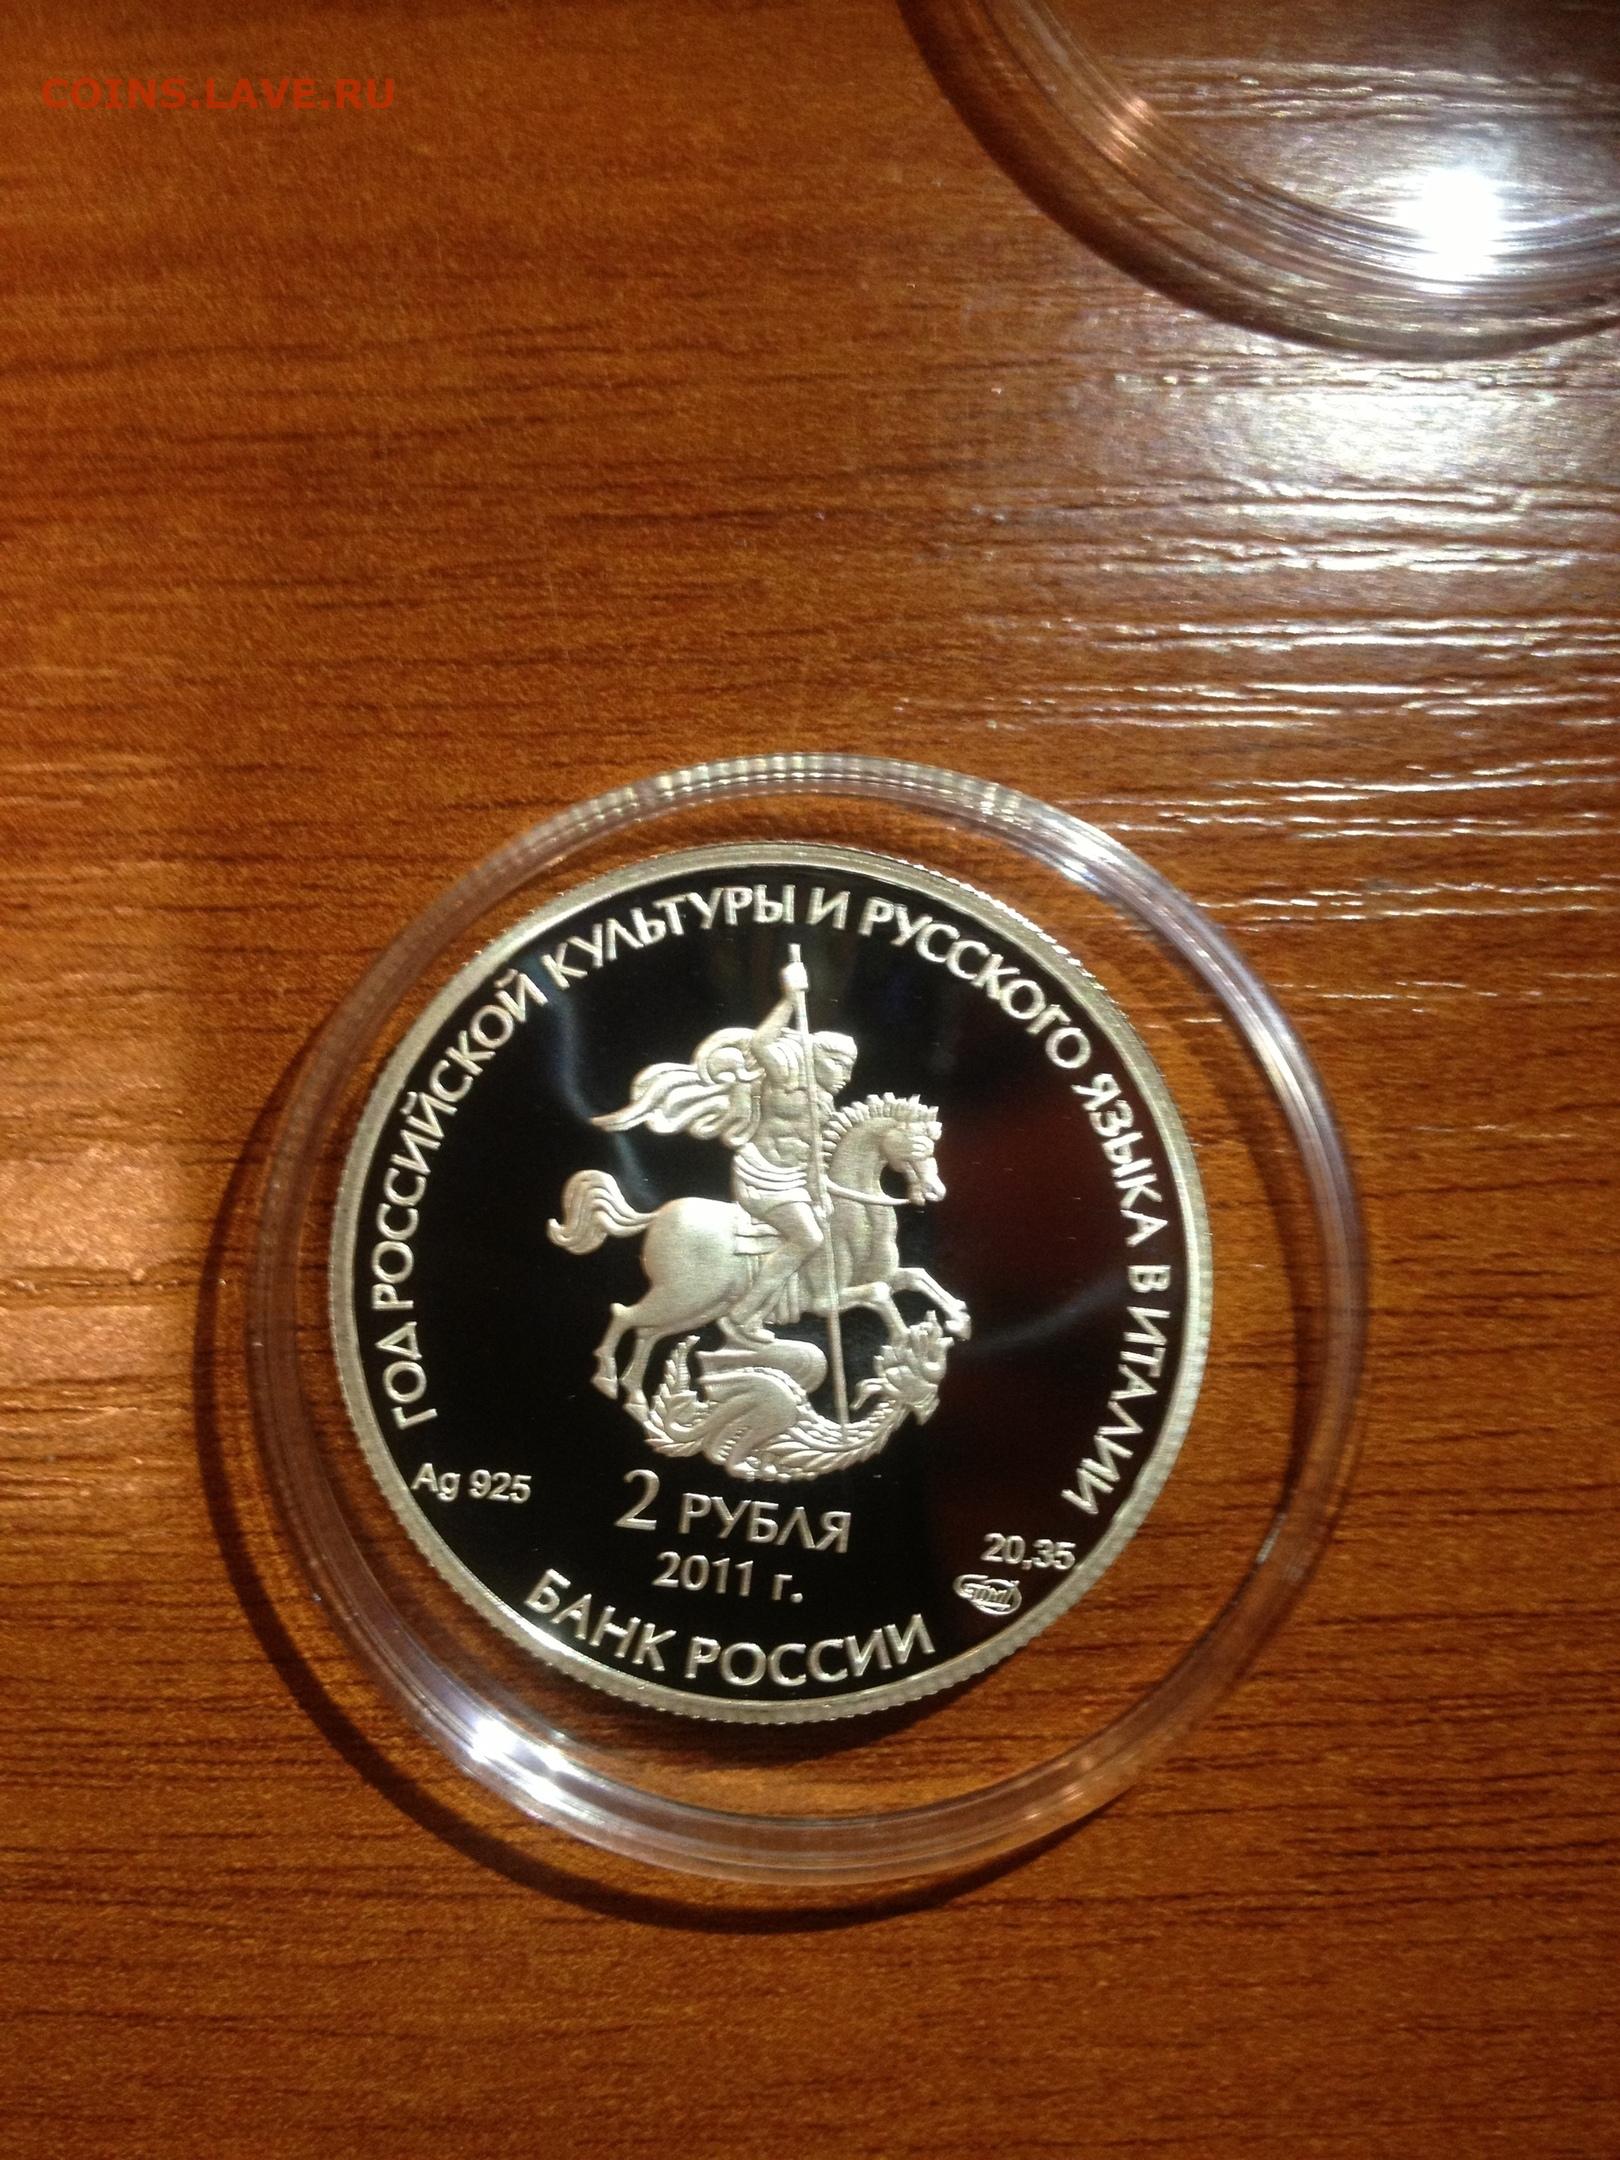 COINS.LAVE.RU
ГОД РОССИЙСКОЙ КУЛЬТУРЫ И РУССКОГО ЯЗЫКА В ИТАЛИИ
Ag 925
2 РУБЛЯ
2011 г.
20,35
БАНК РОССИИ